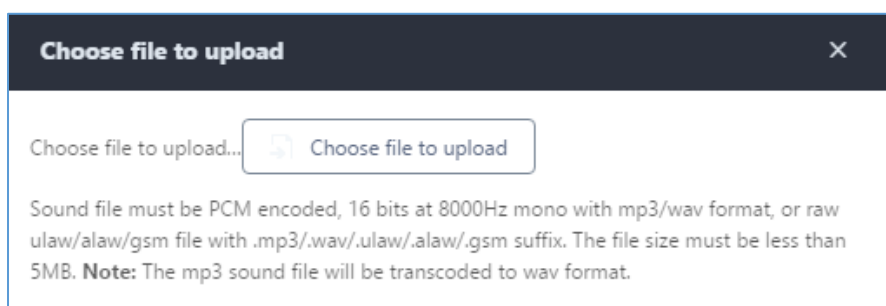 Choose file to upload ×
Choose file to upload... Choose file to upload
Sound file must be PCM encoded, 16 bits at 8000Hz mono with mp3/wav format, or raw
ulaw/alaw/gsm file with .mp3/.wav/.ulaw/.alaw/.gsm suffix. The file size must be less than
5MB. Note: The mp3 sound file will be transcoded to wav format.